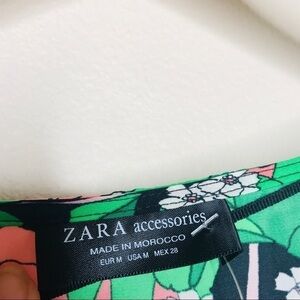 ZARA accessories
MADE IN MOROCCO
EUR M USA M MEX 28